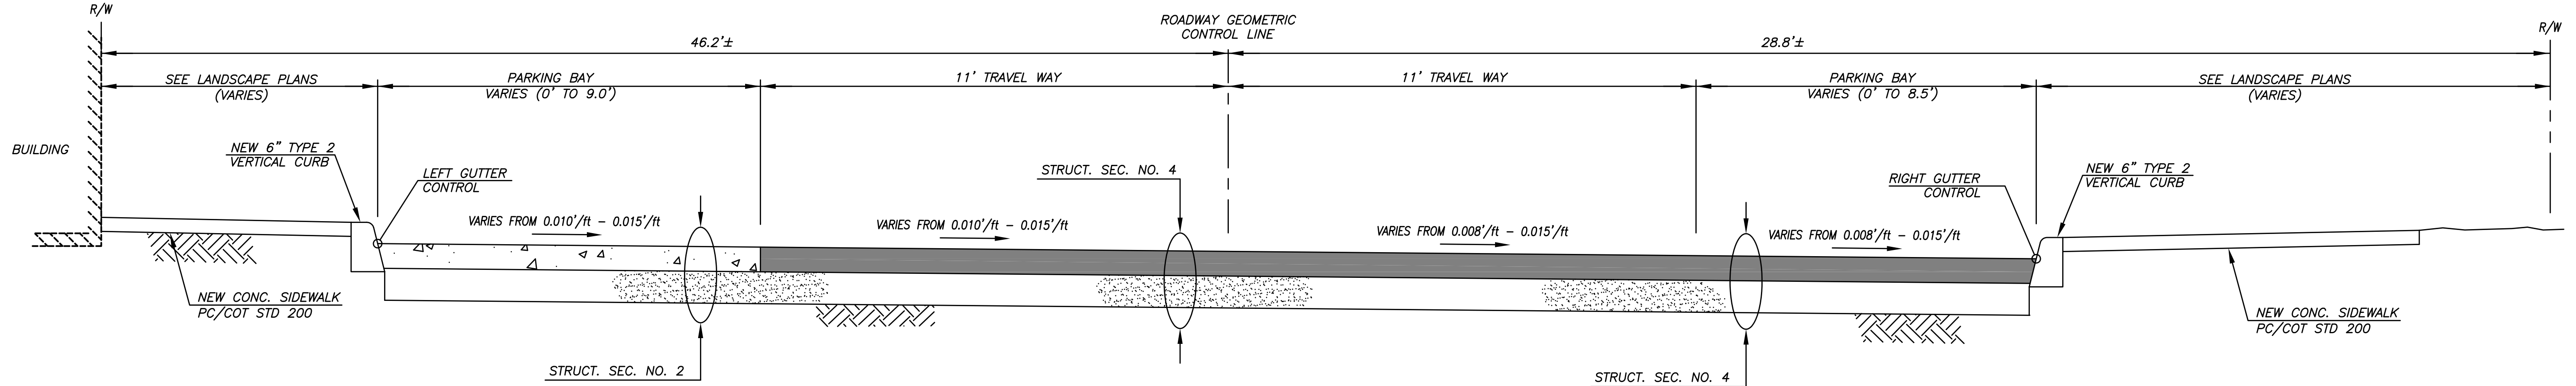 R/W
ROADWAY GEOMETRIC
CONTROL LINE
R/W
46.2'±
28.8'±
SEE LANDSCAPE PLANS
(VARIES)
PARKING BAY
VARIES (0' TO 9.0')
11' TRAVEL WAY
11' TRAVEL WAY
PARKING BAY
VARIES (0' TO 8.5')
SEE LANDSCAPE PLANS
(VARIES)
BUILDING
NEW 6" TYPE 2
VERTICAL CURB
LEFT GUTTER
CONTROL
STRUCT. SEC. NO. 4
RIGHT GUTTER
CONTROL
NEW 6" TYPE 2
VERTICAL CURB
VARIES FROM 0.010'/ft - 0.015'/ft
VARIES FROM 0.010'/ft - 0.015'/ft
VARIES FROM 0.008'/ft - 0.015'/ft
VARIES FROM 0.008'/ft - 0.015'/ft
NEW CONC. SIDEWALK
PC/COT STD 200
NEW CONC. SIDEWALK
PC/COT STD 200
STRUCT. SEC. NO. 2
STRUCT. SEC. NO. 4